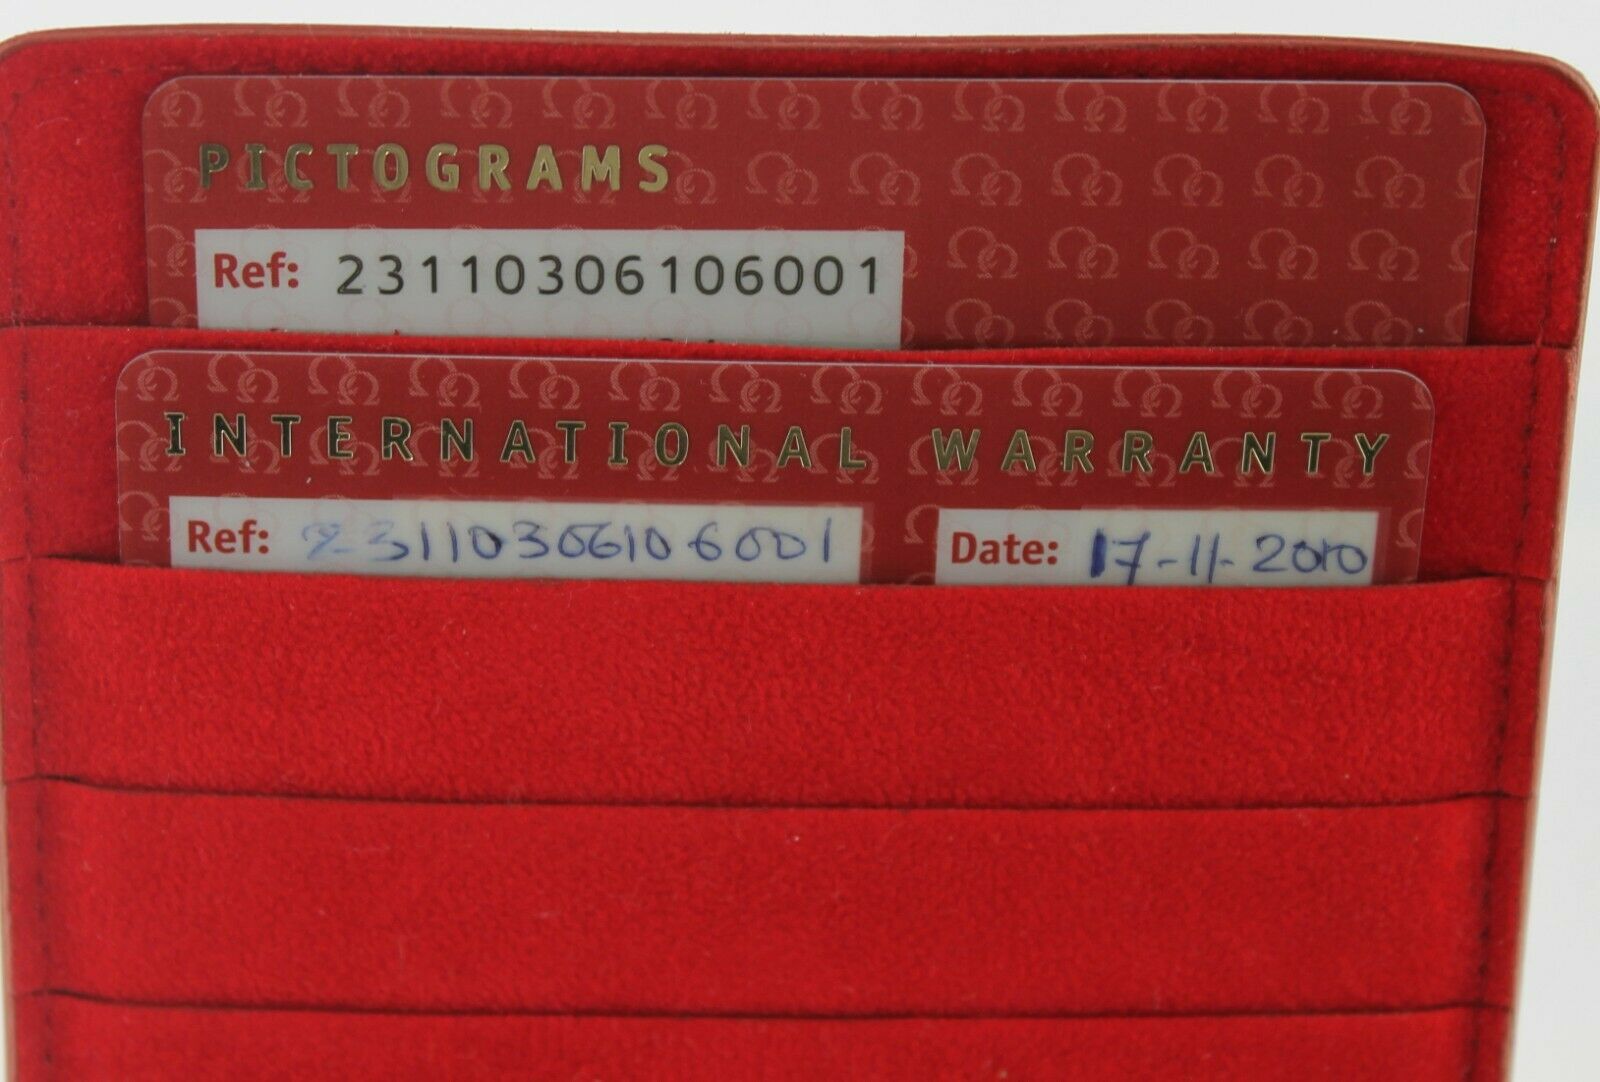 PICTOGRAMS
Ref: 23110306106001
INTERNATIONAL WARRANTY
Ref: 23110306106001 Date: 17-11-2010